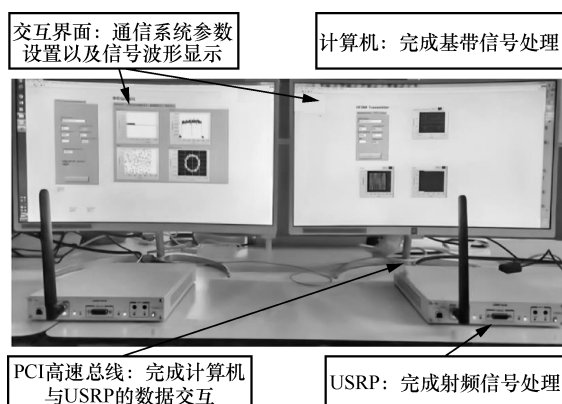 交互界面：通信系统参数
设置以及信号波形显示
计算机：完成基带信号处理
PCI高速总线：完成计算机
与USRP的数据交互
USRP：完成射频信号处理